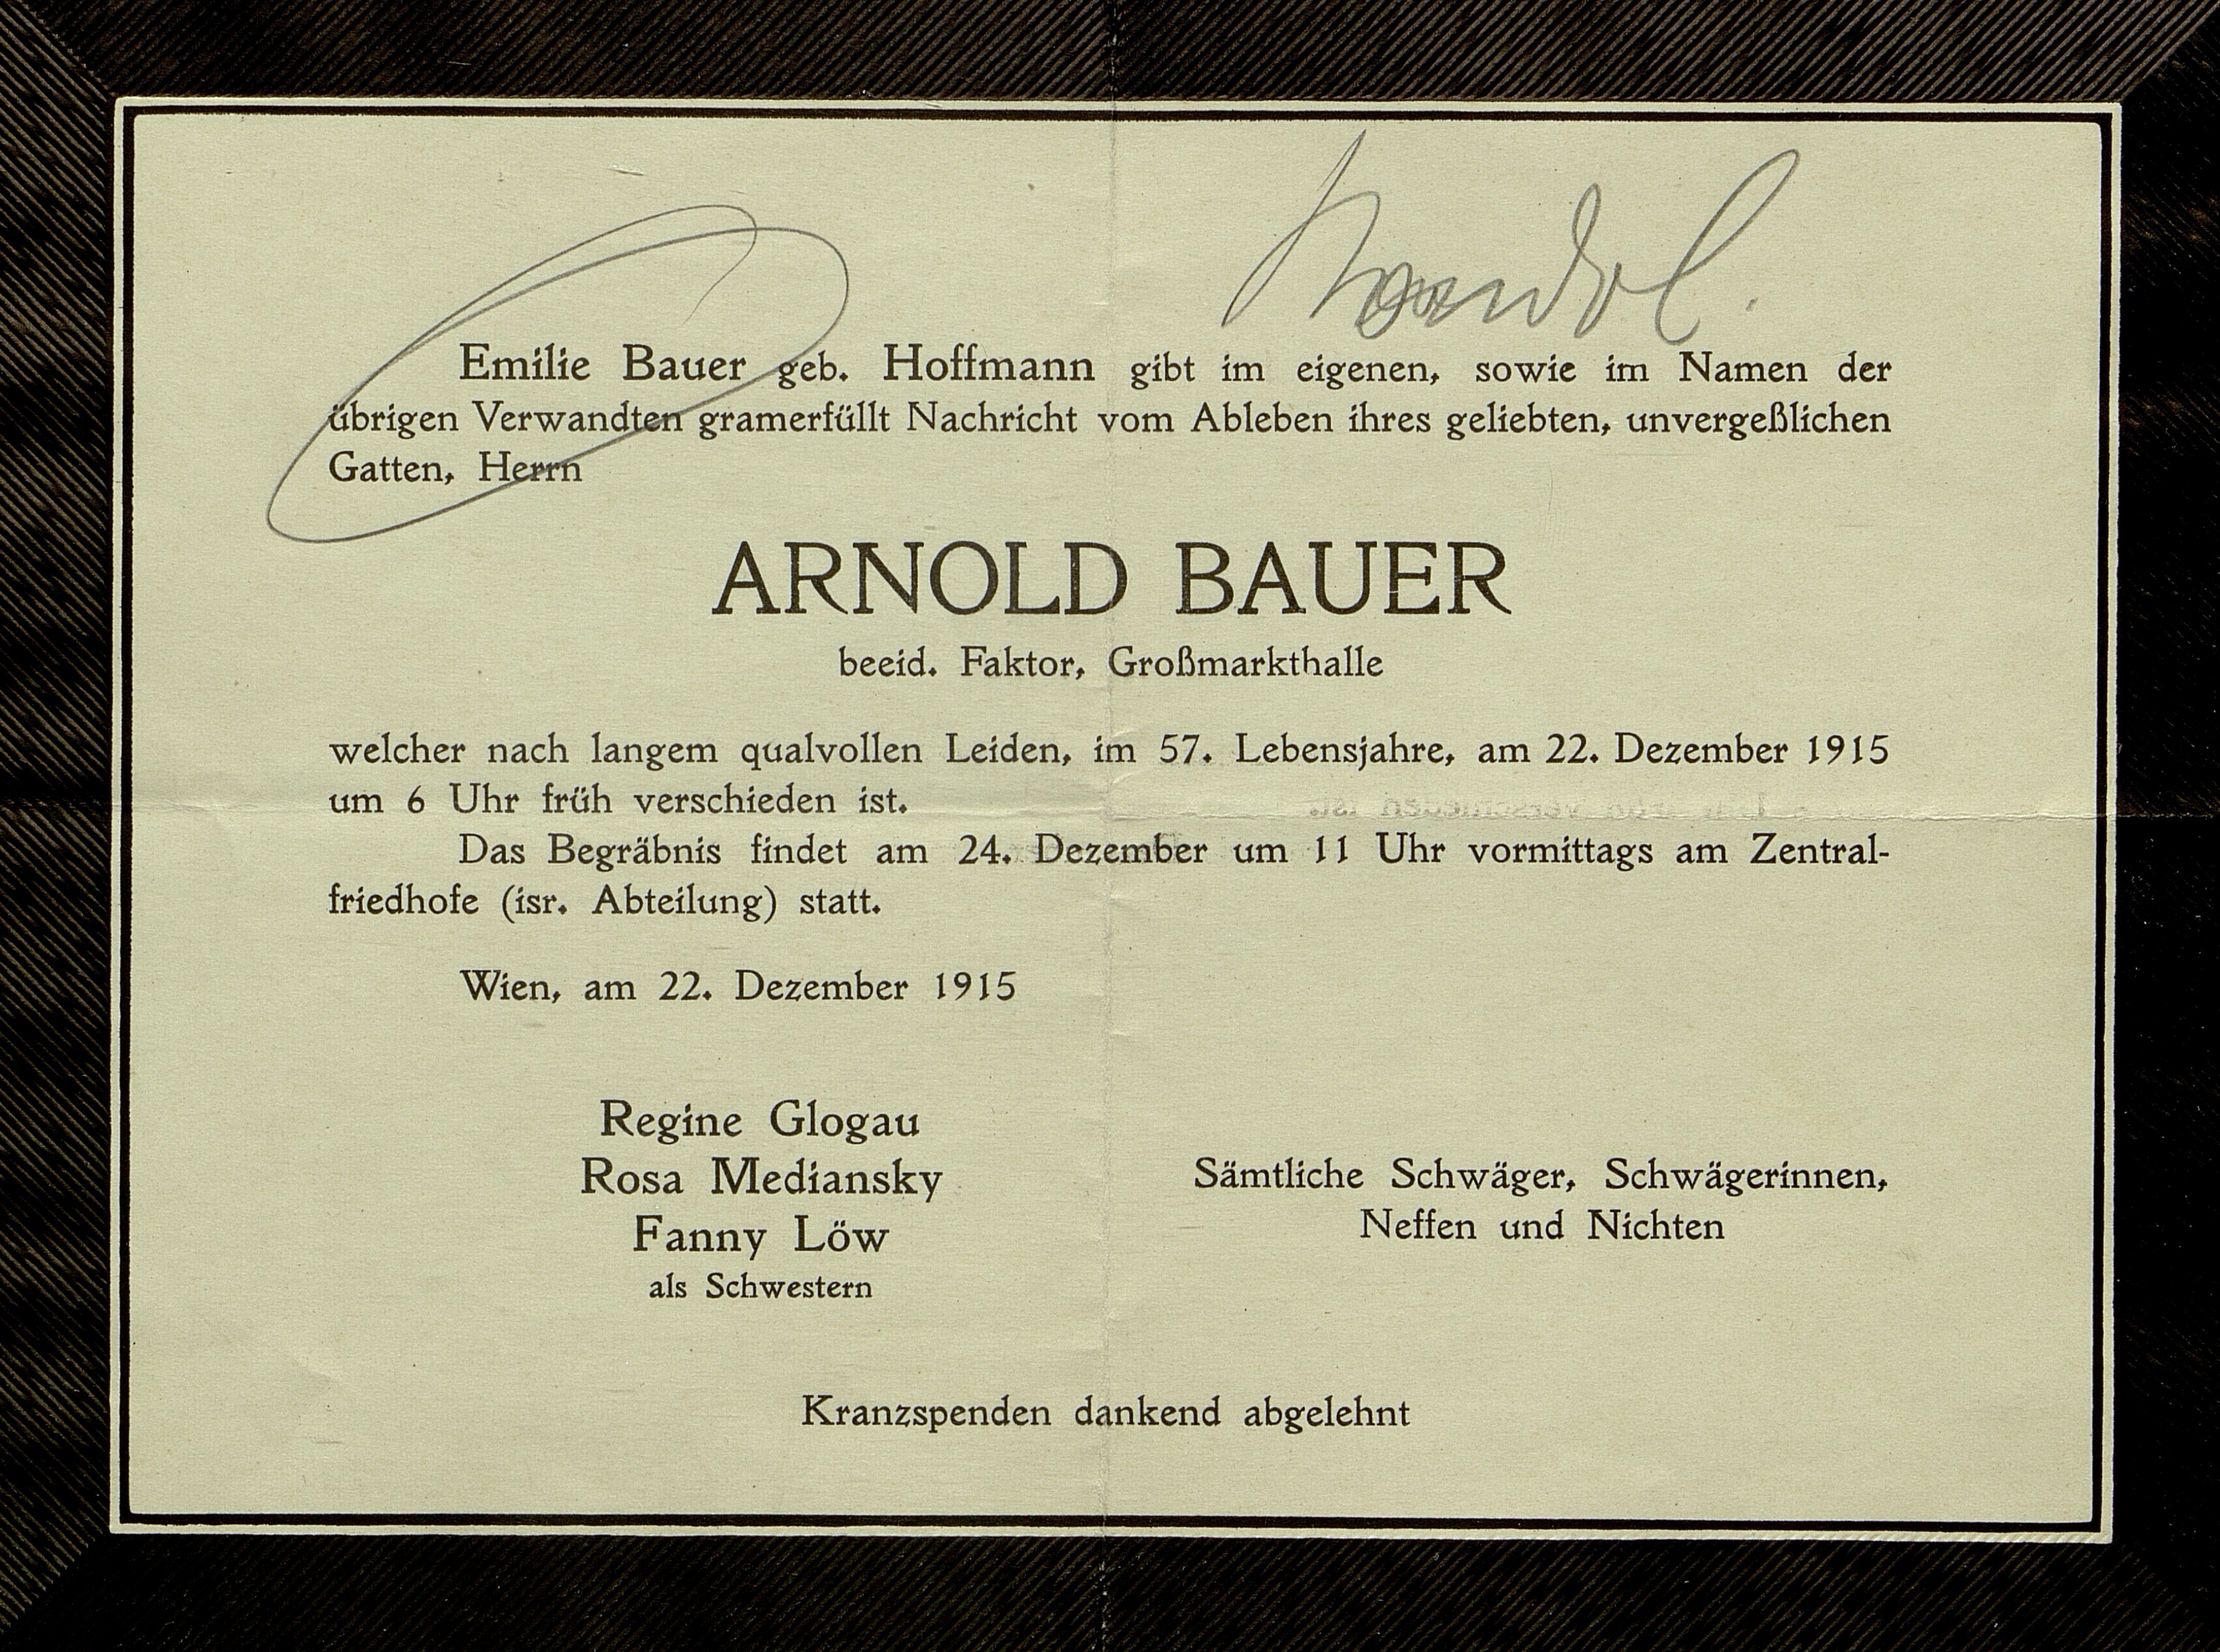 Emilie Bauer geb. Hoffmann gibt im eigenen, sowie im Namen der
übrigen Verwandten gramerfüllt Nachricht vom Ableben ihres geliebten, unvergeßlichen
Gatten, Herrn
ARNOLD BAUER
beeid. Faktor, Großmarkthalle
welcher nach langem qualvollen Leiden, im 57. Lebensjahre, am 22. Dezember 1915
um 6 Uhr früh verschieden ist.
Das Begräbnis findet am 24. Dezember um 11 Uhr vormittags am Zentral-
friedhofe (isr. Abteilung) statt.
Wien, am 22. Dezember 1915
Regine Glogau
Rosa Mediansky
Fanny Löw
als Schwestern
Sämtliche Schwäger, Schwägerinnen,
Neffen und Nichten
Kranzspenden dankend abgelehnt